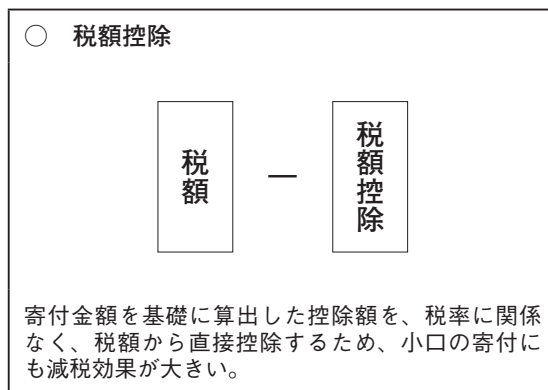 ○ 税額控除
税額 ― 税額控除
寄付金額を基礎に算出した控除額を、税率に関係
なく、税額から直接控除するため、小口の寄付に
も減税効果が大きい。